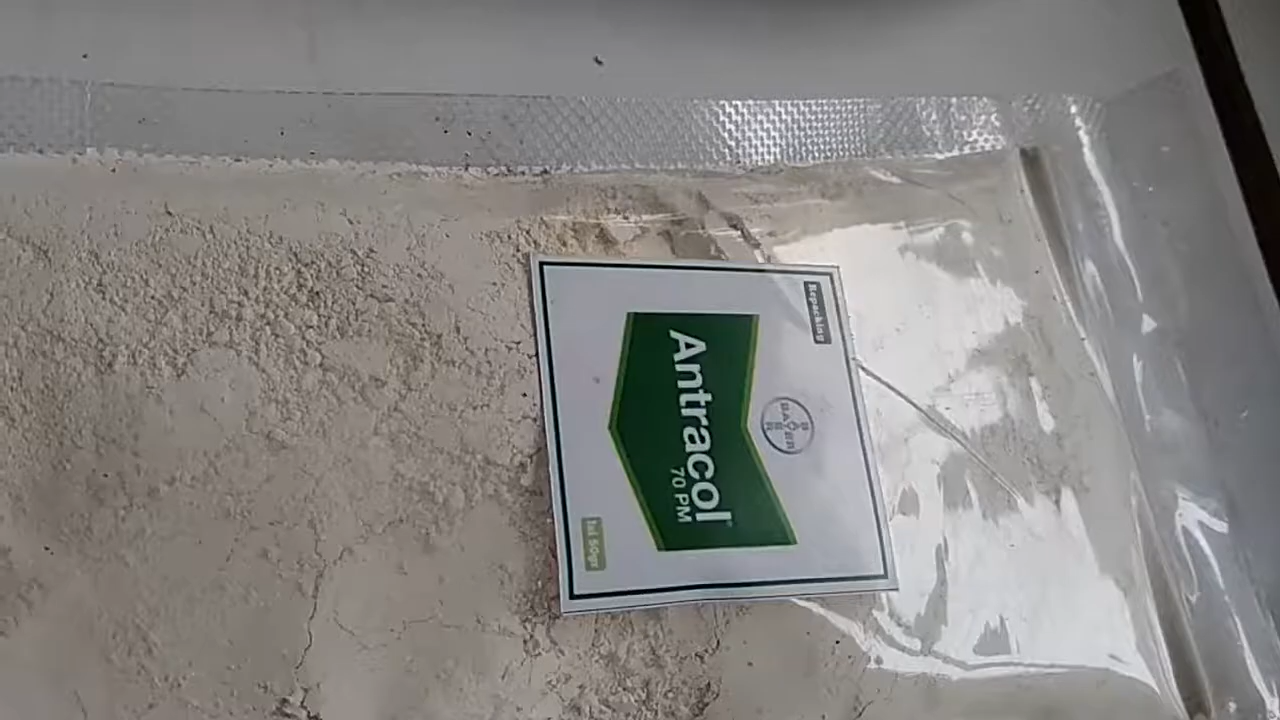 Repacking
BAYER
BAYER
Antracol®
70 PM
Isi 50gr